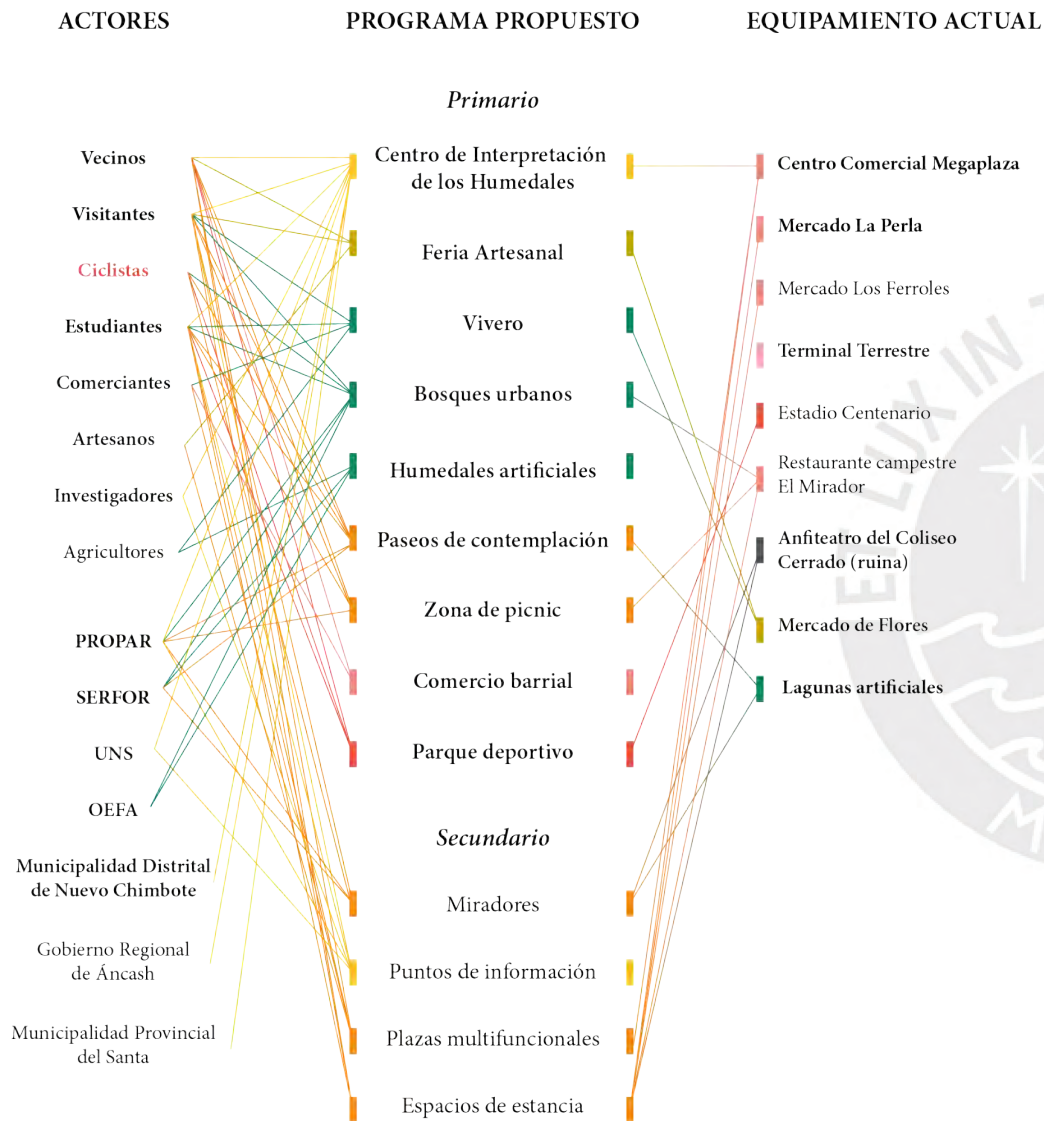 ACTORES
PROGRAMA PROPUESTO
EQUIPAMIENTO ACTUAL
Primario
Vecinos
Visitantes
Ciclistas
Estudiantes
Comerciantes
Artesanos
Investigadores
Agricultores
PROPAR
SERFOR
UNS
OEFA
Municipalidad Distrital
de Nuevo Chimbote
Gobierno Regional
de Áncash
Municipalidad Provincial
del Santa
Centro de Interpretación
de los Humedales
Feria Artesanal
Vivero
Bosques urbanos
Humedales artificiales
Paseos de contemplación
Zona de picnic
Comercio barrial
Parque deportivo
Secundario
Miradores
Puntos de información
Plazas multifuncionales
Espacios de estancia
Centro Comercial Megaplaza
Mercado La Perla
Mercado Los Ferroles
Terminal Terrestre
Estadio Centenario
Restaurante campestre
El Mirador
Anfiteatro del Coliseo
Cerrado (ruina)
Mercado de Flores
Lagunas artificiales
ET LUX IN